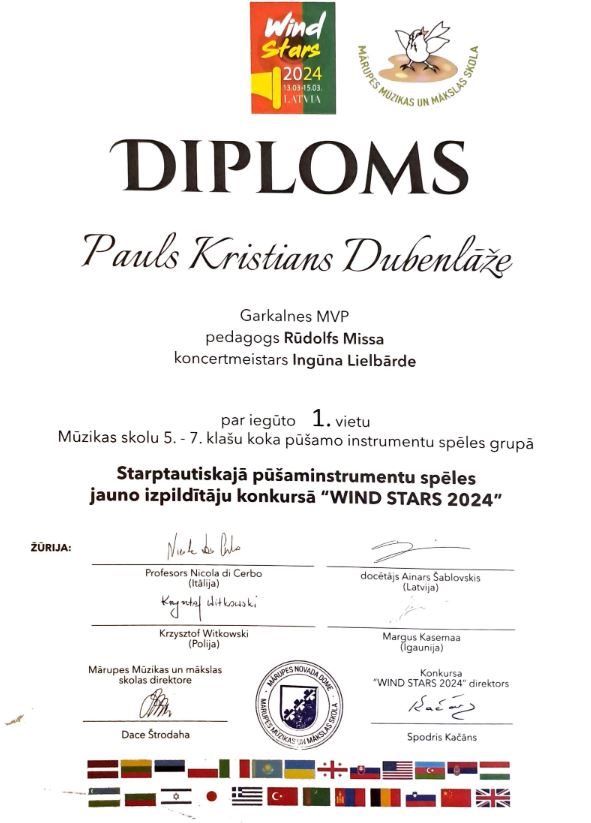 Wind
Stars
2024
13.03-15.03.
LATVIA
MĀRUPES MŪZIKAS UN MĀKSLAS SKOLA
DIPLOMS
Pauls Kristians Dubenlāže
Garkalnes MVP
pedagogs Rūdolfs Missa
koncertmeistars Ingūna Lielbārde
par iegūto 1. vietu
Mūzikas skolu 5. - 7. klašu koka pūšamo instrumentu spēles grupā
Starptautiskajā pūšaminstrumentu spēles
jauno izpildītāju konkursā “WIND STARS 2024”
ŽŪRIJA:
Nicola di Cerbo
Profesors Nicola di Cerbo
(Itālija)
docētājs Ainars Šablovskis
(Latvija)
Krzysztof Witkowski
Krzysztof Witkowski
(Polija)
Margus Kasemaa
(Igaunija)
Mārupes Mūzikas un mākslas
skolas direktore
Dace Štrodaha
MĀRUPES NOVADA DOME
MĀRUPES MŪZIKAS UN MĀKSLAS SKOLA
Konkursa
“WIND STARS 2024” direktors
Kačāns
Spodris Kačāns